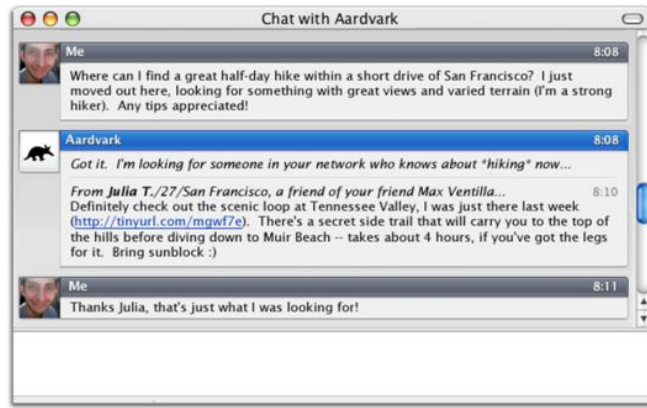 Chat with Aardvark
Me 8:08
Where can I find a great half-day hike within a short drive of San Francisco?  I just
moved out here, looking for something with great views and varied terrain (I'm a strong
hiker).  Any tips appreciated!
Aardvark 8:08
Got it.  I'm looking for someone in your network who knows about *hiking* now...
From Julia T./27/San Francisco, a friend of your friend Max Ventilla... 8:10
Definitely check out the scenic loop at Tennessee Valley, I was just there last week
(http://tinyurl.com/mgwf7e).  There's a secret side trail that will carry you to the top of
the hills before diving down to Muir Beach -- takes about 4 hours, if you've got the legs
for it.  Bring sunblock :)
Me 8:11
Thanks Julia, that's just what I was looking for!